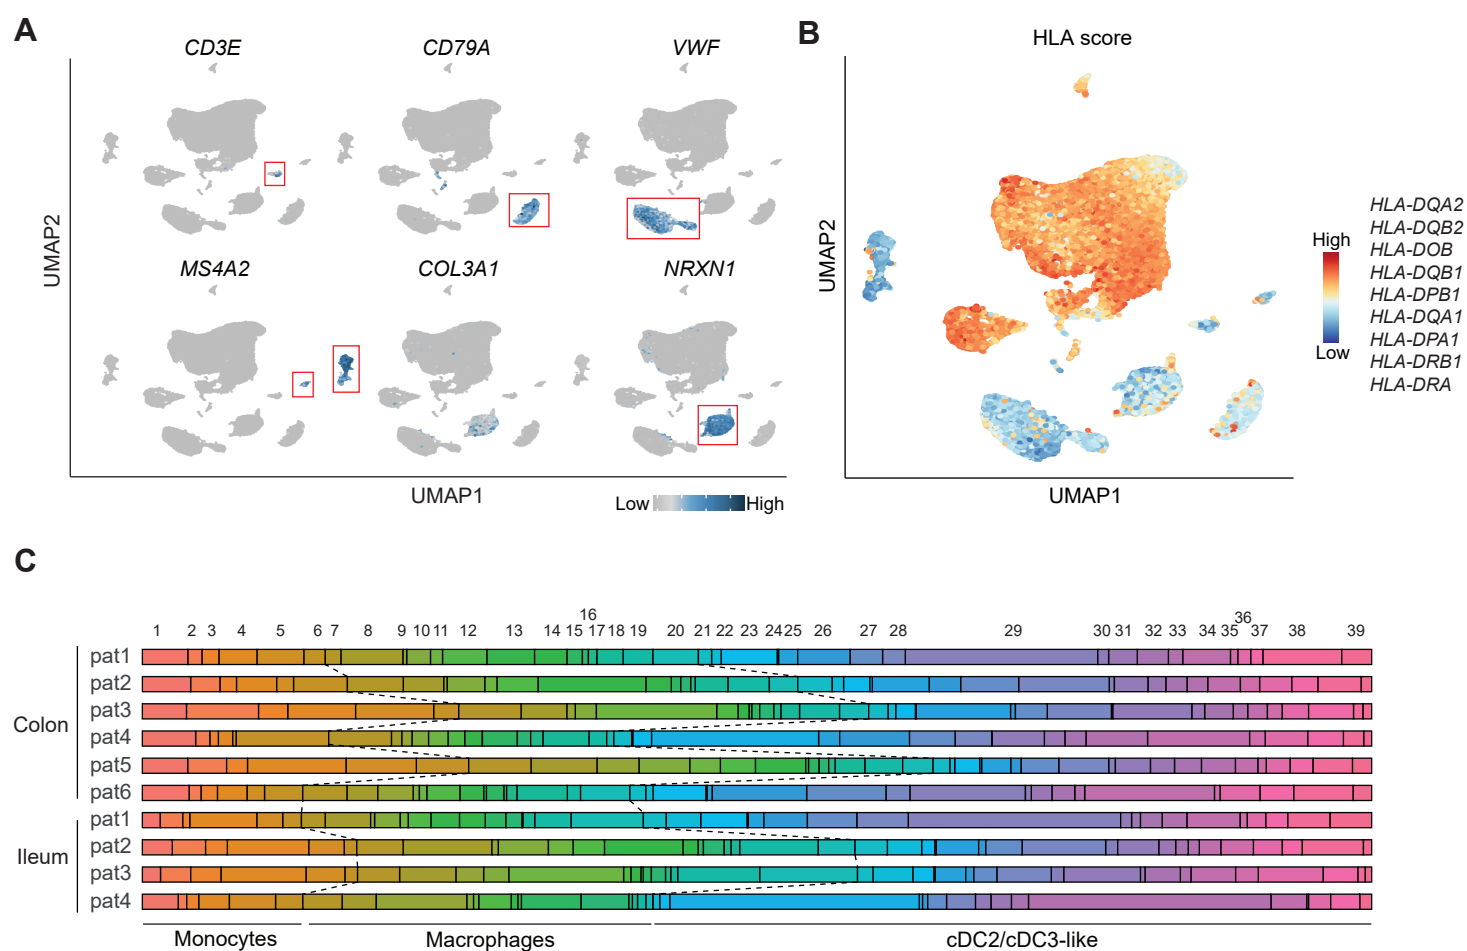 A
CD3E CD79A VWF
MS4A2 COL3A1 NRXN1
UMAP2
UMAP1
Low High
B
HLA score
UMAP2
UMAP1
High
Low
HLA-DQA2
HLA-DQB2
HLA-DOB
HLA-DQB1
HLA-DPB1
HLA-DQA1
HLA-DPA1
HLA-DRB1
HLA-DRA
C
16 36
1 2 3 4 5 6 7 8 9 10 11 12 13 14 15 17 18 19 20 21 22 23 24 25 26 27 28 29 30 31 32 33 34 35 37 38 39
Colon
pat1
pat2
pat3
pat4
pat5
pat6
Ileum
pat1
pat2
pat3
pat4
Monocytes Macrophages cDC2/cDC3-like